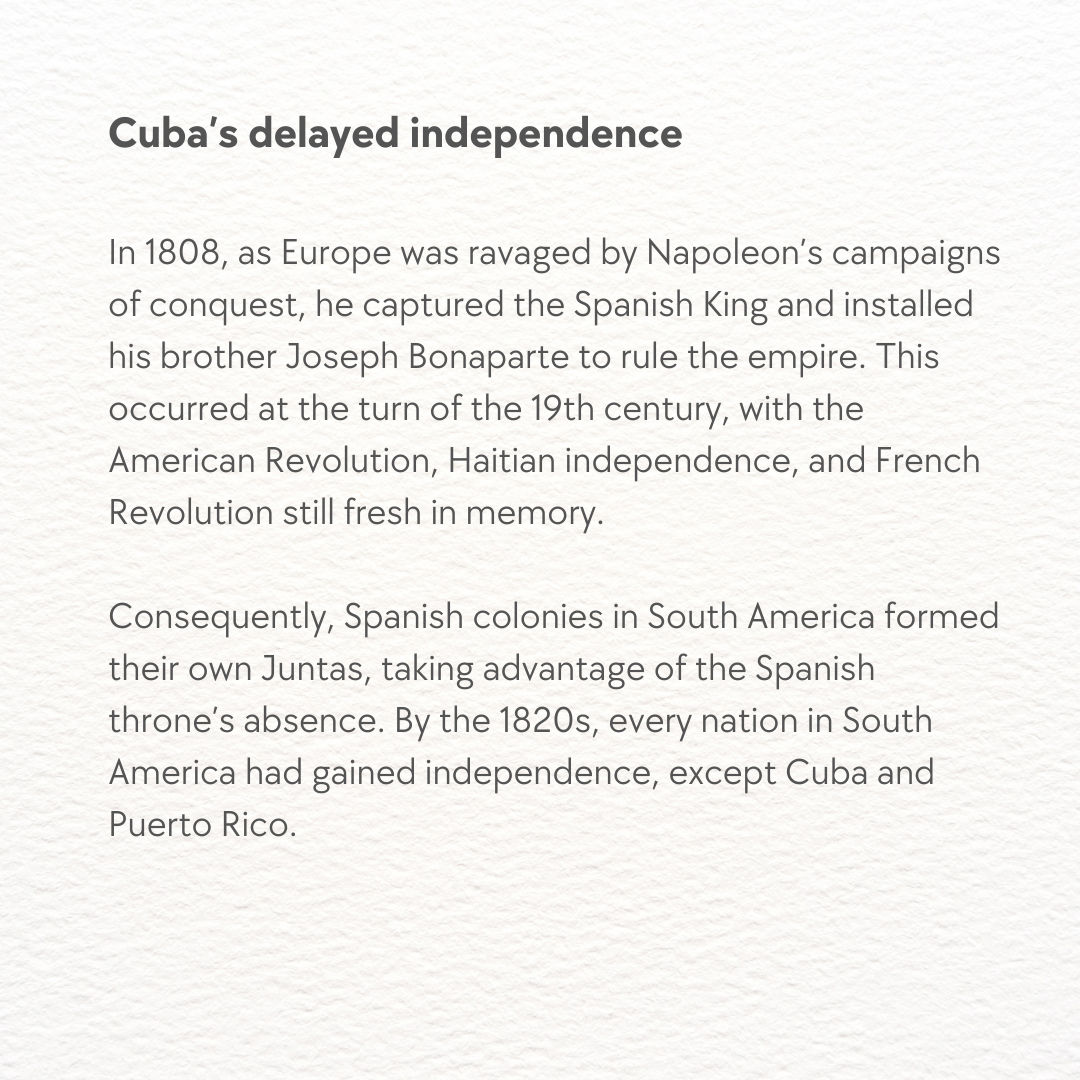 Cuba's delayed independence
In 1808, as Europe was ravaged by Napoleon's campaigns
of conquest, he captured the Spanish King and installed
his brother Joseph Bonaparte to rule the empire. This
occurred at the turn of the 19th century, with the
American Revolution, Haitian independence, and French
Revolution still fresh in memory.
Consequently, Spanish colonies in South America formed
their own Juntas, taking advantage of the Spanish
throne's absence. By the 1820s, every nation in South
America had gained independence, except Cuba and
Puerto Rico.